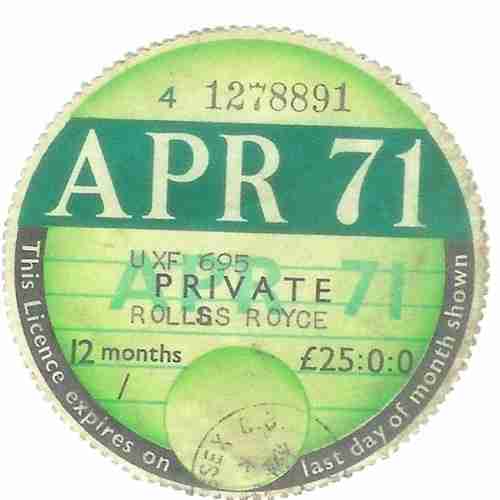 4 1278891
APR 71
UXF 695
APR 71
PRIVATE
ROLLSS ROYCE
12 months £25:0:0
This Licence expires on last day of month shown
SSEX C.C.